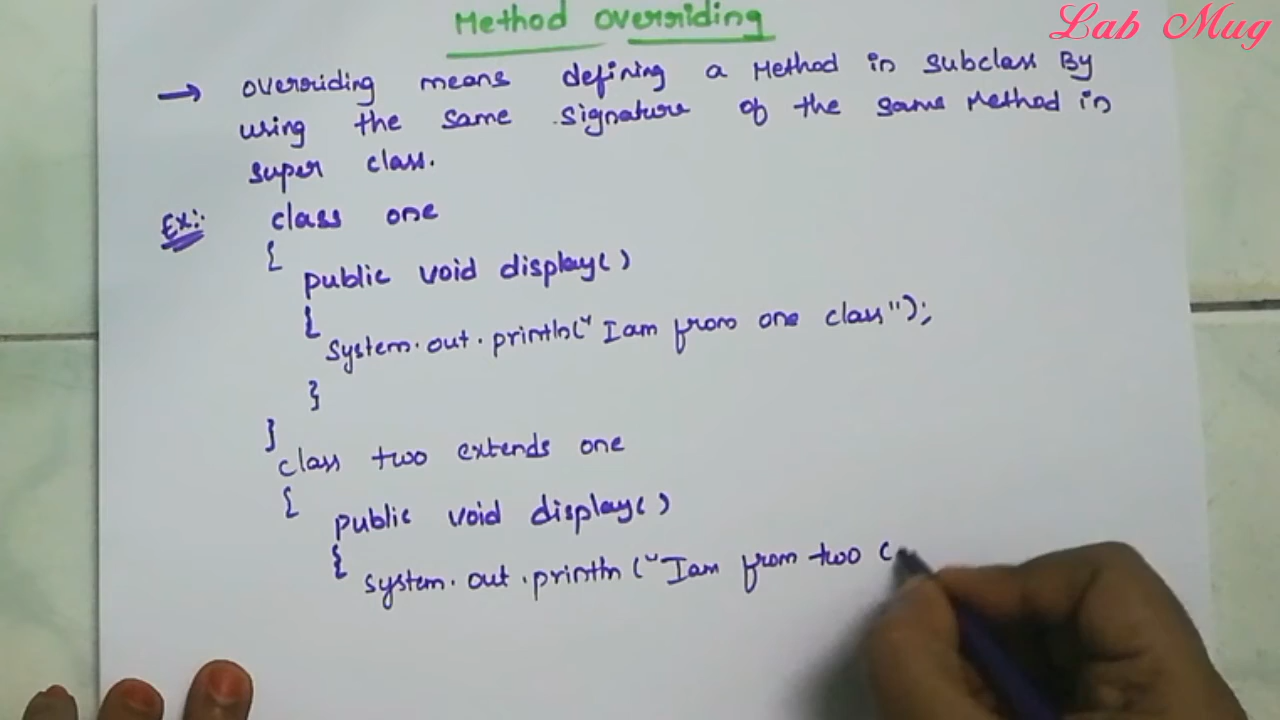 Lab Mug
Method overriding
→ overriding means defining a Method in subclass By
using the same signature of the same Method in
super class.
Ex:- class one
{
public void display()
{
System.out.println("I am from one class");
}
}
class two extends one
{
public void display()
{
system.out.println("I am from two c